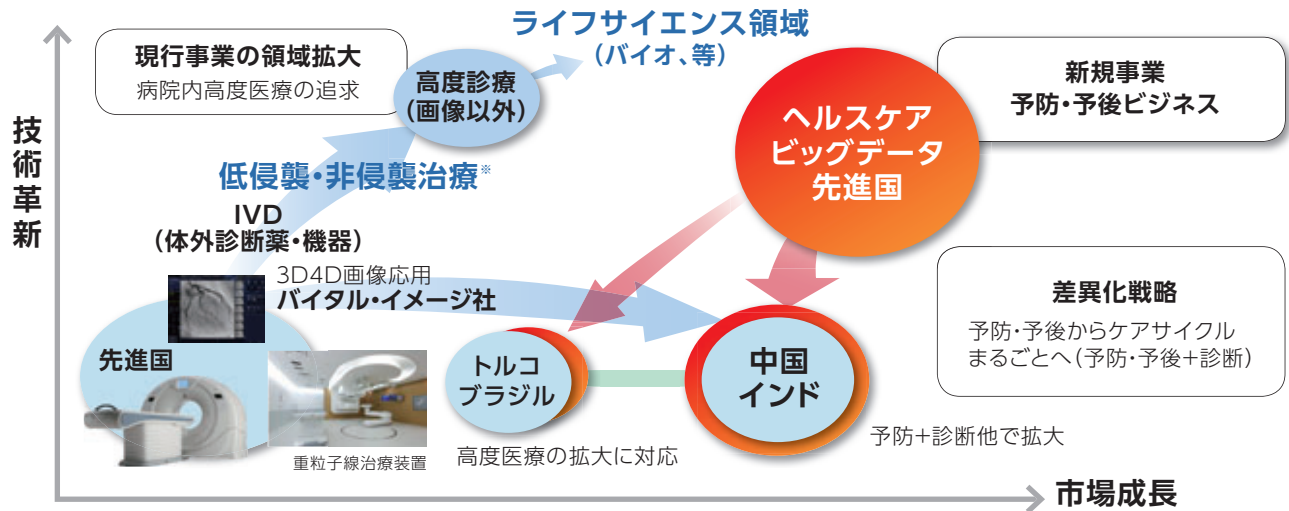 ライフサイエンス領域
(バイオ、等)
現行事業の領域拡大
病院内高度医療の追求
高度診療
(画像以外)
ヘルスケア
ビッグデータ
先進国
新規事業
予防・予後ビジネス
技術革新
低侵襲・非侵襲治療※
IVD
(体外診断薬・機器)
3D4D画像応用
バイタル・イメージ社
先進国
重粒子線治療装置
トルコ
ブラジル
高度医療の拡大に対応
中国
インド
予防+診断他で拡大
差異化戦略
予防・予後からケアサイクル
まるごとへ(予防・予後+診断)
市場成長